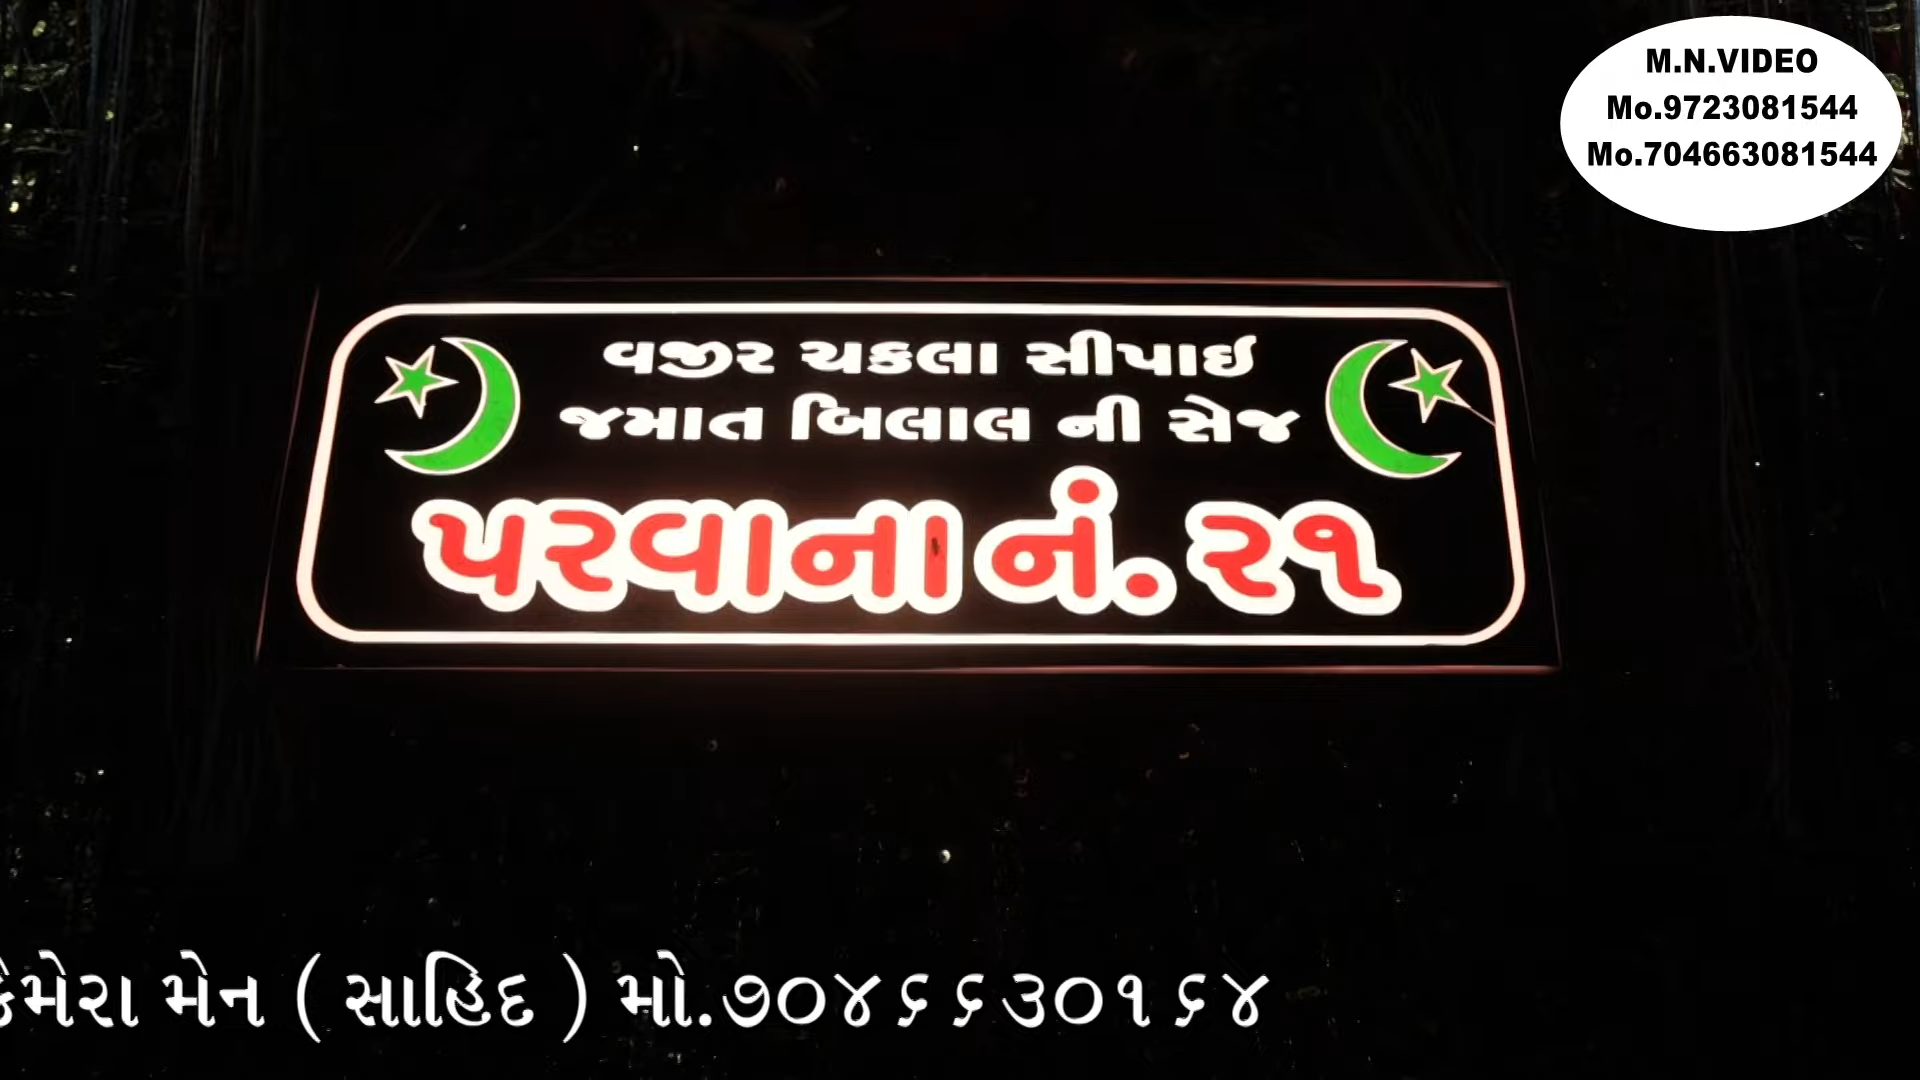 M.N.VIDEO
Mo.9723081544
Mo.704663081544
વજીર ચકલા સીપાઇ
જમાત બિલાલ ની સેજ
પરવાના નં. ૨૧
કેમેરા મેન ( સાહિદ ) મો.૭૦૪૬૬૩૦૧૬૪